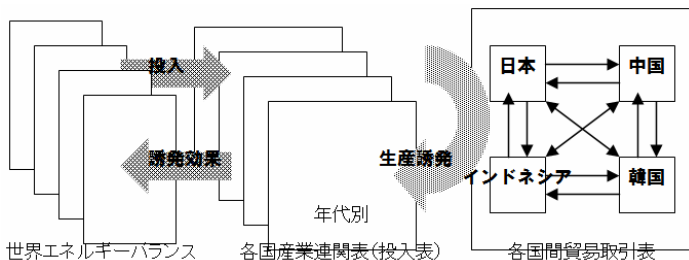 投入
誘発効果
生産誘発
年代別
日本
中国
インドネシア
韓国
世界エネルギーバランス
各国産業連関表(投入表)
各国間貿易取引表